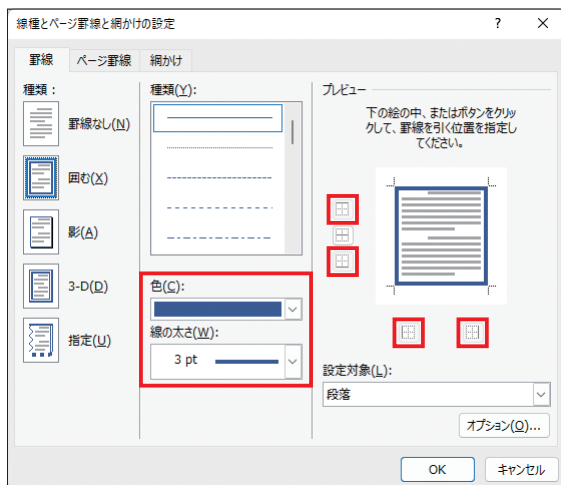 線種とページ罫線と網かけの設定
? ×
罫線 ページ罫線 網かけ
種類：
罫線なし(N)
囲む(X)
影(A)
3-D(D)
指定(U)
種類(Y):
色(C):
線の太さ(W):
3 pt
プレビュー
下の絵の中、またはボタンをクリッ
クして、罫線を引く位置を指定し
てください。
設定対象(L):
段落
オプション(O)...
OK キャンセル